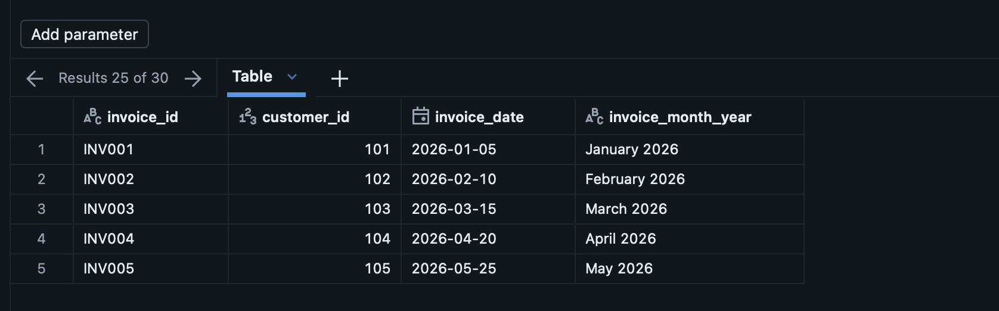 Add parameter
Results 25 of 30 Table
invoice_id customer_id invoice_date invoice_month_year
1 INV001 101 2026-01-05 January 2026
2 INV002 102 2026-02-10 February 2026
3 INV003 103 2026-03-15 March 2026
4 INV004 104 2026-04-20 April 2026
5 INV005 105 2026-05-25 May 2026